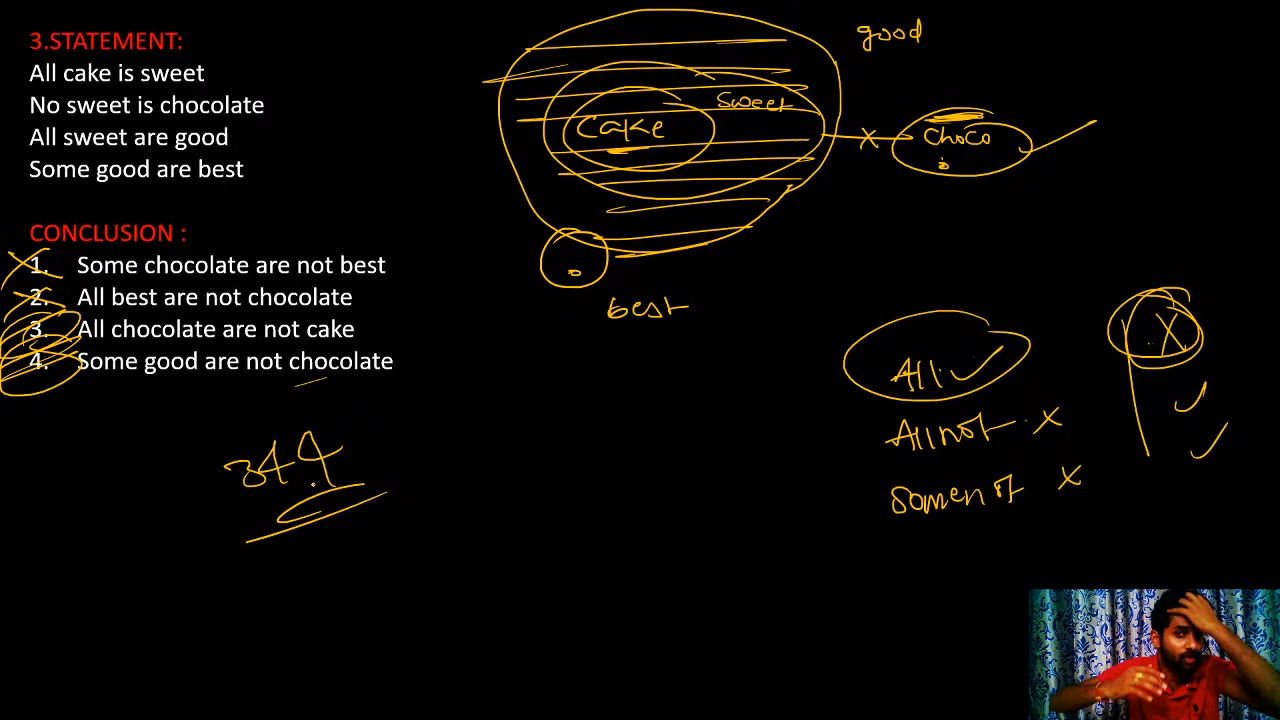 3.STATEMENT:
All cake is sweet
No sweet is chocolate
All sweet are good
Some good are best
CONCLUSION :
1. Some chocolate are not best
2. All best are not chocolate
3. All chocolate are not cake
4. Some good are not chocolate
good
Sweet
Cake
X
Choco
best
All ✓
X
All not X
✓
Some not X
✓